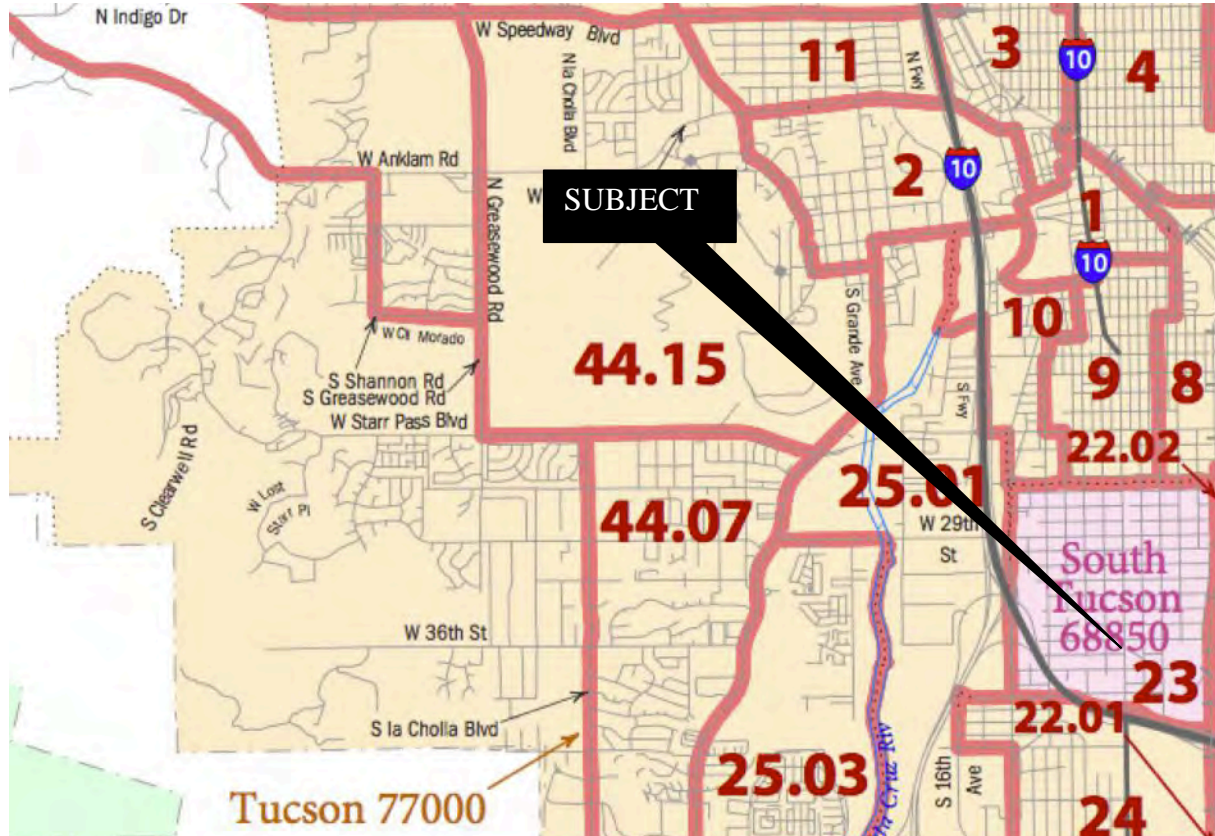 N Indigo Dr
W Speedway Blvd
N la Cholla Blvd
11
N Fwy
3
10
4
W Anklam Rd
W
2
10
SUBJECT
1
N Greasewood Rd
10
W Cll Morado
S Grande Ave
10
S Shannon Rd
S Greasewood Rd
44.15
9
8
W Starr Pass Blvd
S Fwy
S Clearwell Rd
22.02
W Lost
Starr Pl
44.07
25.01
W 29th
St
South
Tucson
68850
W 36th St
23
S la Cholla Blvd
22.01
25.03
Cruz Riv
S 16th
Ave
Tucson 77000
24